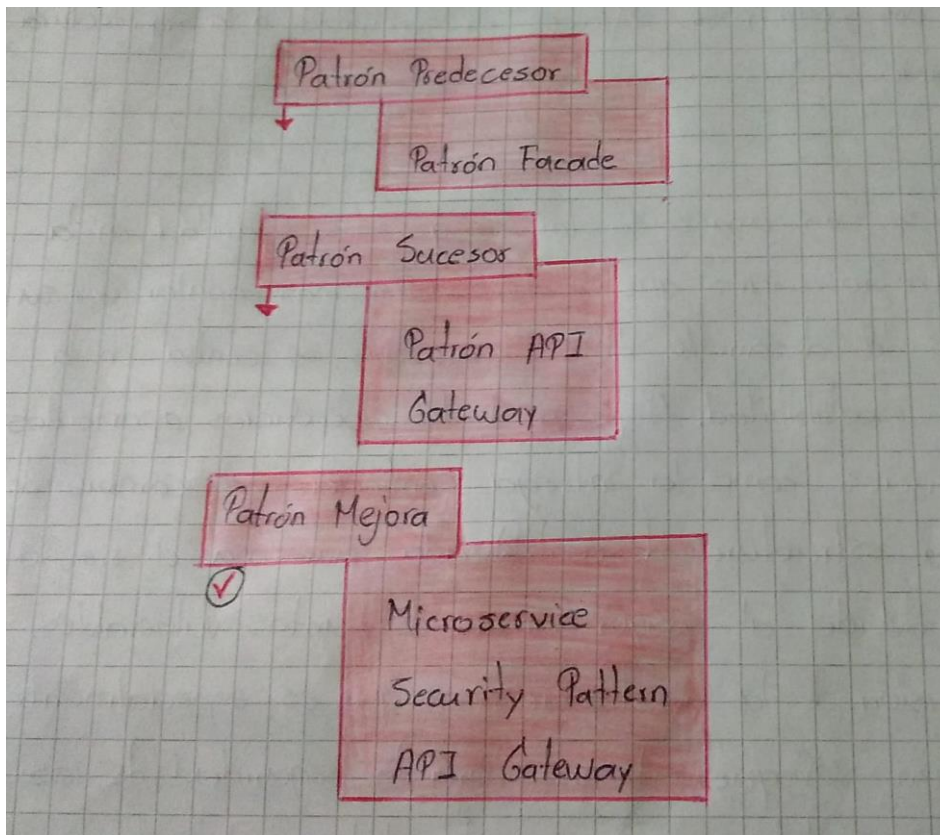 Patrón Predecesor
Patrón Facade
Patrón Sucesor
Patrón API
Gateway
Patrón Mejora
Microservice
Security Pattern
API Gateway